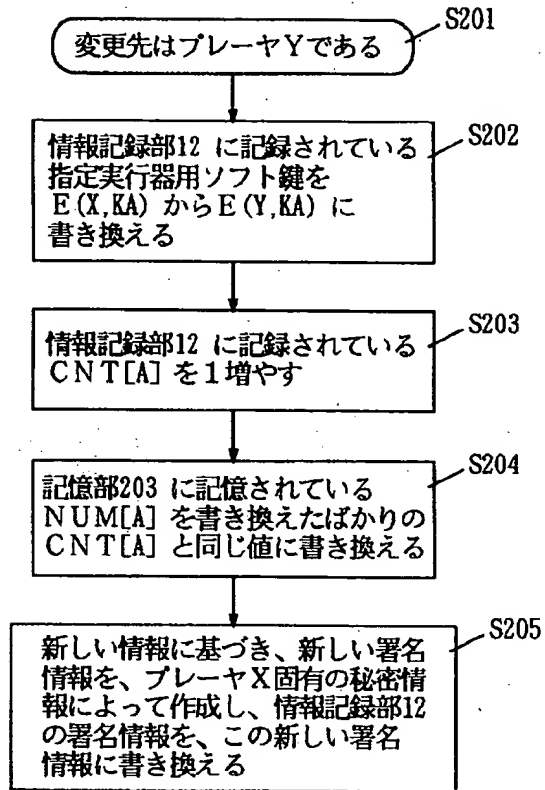 S201
変更先はプレーヤYである
S202
情報記録部12 に記録されている
指定実行器用ソフト鍵を
E(X,KA) からE(Y,KA) に
書き換える
S203
情報記録部12 に記録されている
CNT[A] を1増やす
S204
記憶部203 に記憶されている
NUM[A] を書き換えたばかりの
CNT[A] と同じ値に書き換える
S205
新しい情報に基づき、新しい署名
情報を、プレーヤX固有の秘密情
報によって作成し、情報記録部12
の署名情報を、この新しい署名
情報に書き換える